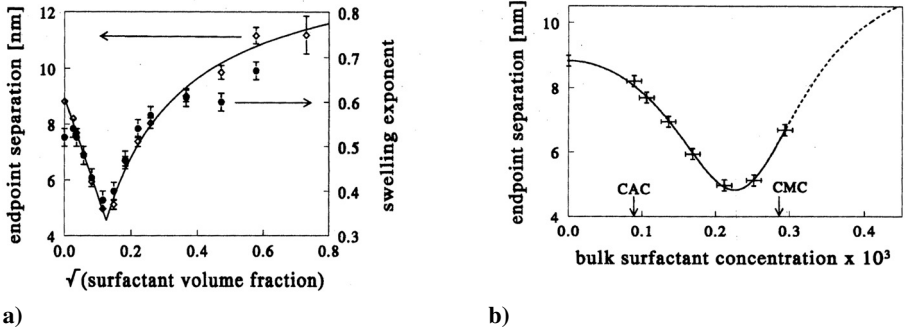 endpoint separation [nm]
12
10
8
6
4
0.8
0.7
0.6
0.5
0.4
0.3
swelling exponent
0.0 0.2 0.4 0.6 0.8
√(surfactant volume fraction)
a)
endpoint separation [nm]
10
8
6
4
CAC
CMC
0.0 0.1 0.2 0.3 0.4
bulk surfactant concentration x 10³
b)